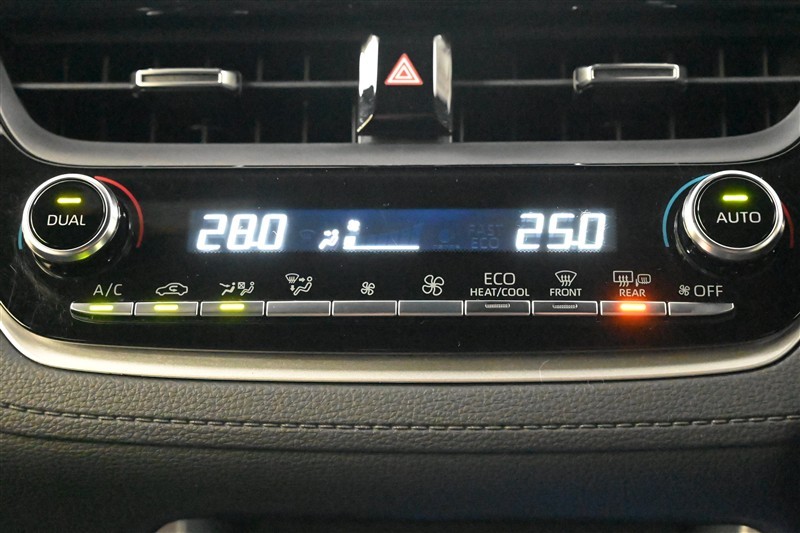 DUAL
28.0
FAST
ECO
25.0
AUTO
A/C
ECO
HEAT/COOL
FRONT
REAR
OFF